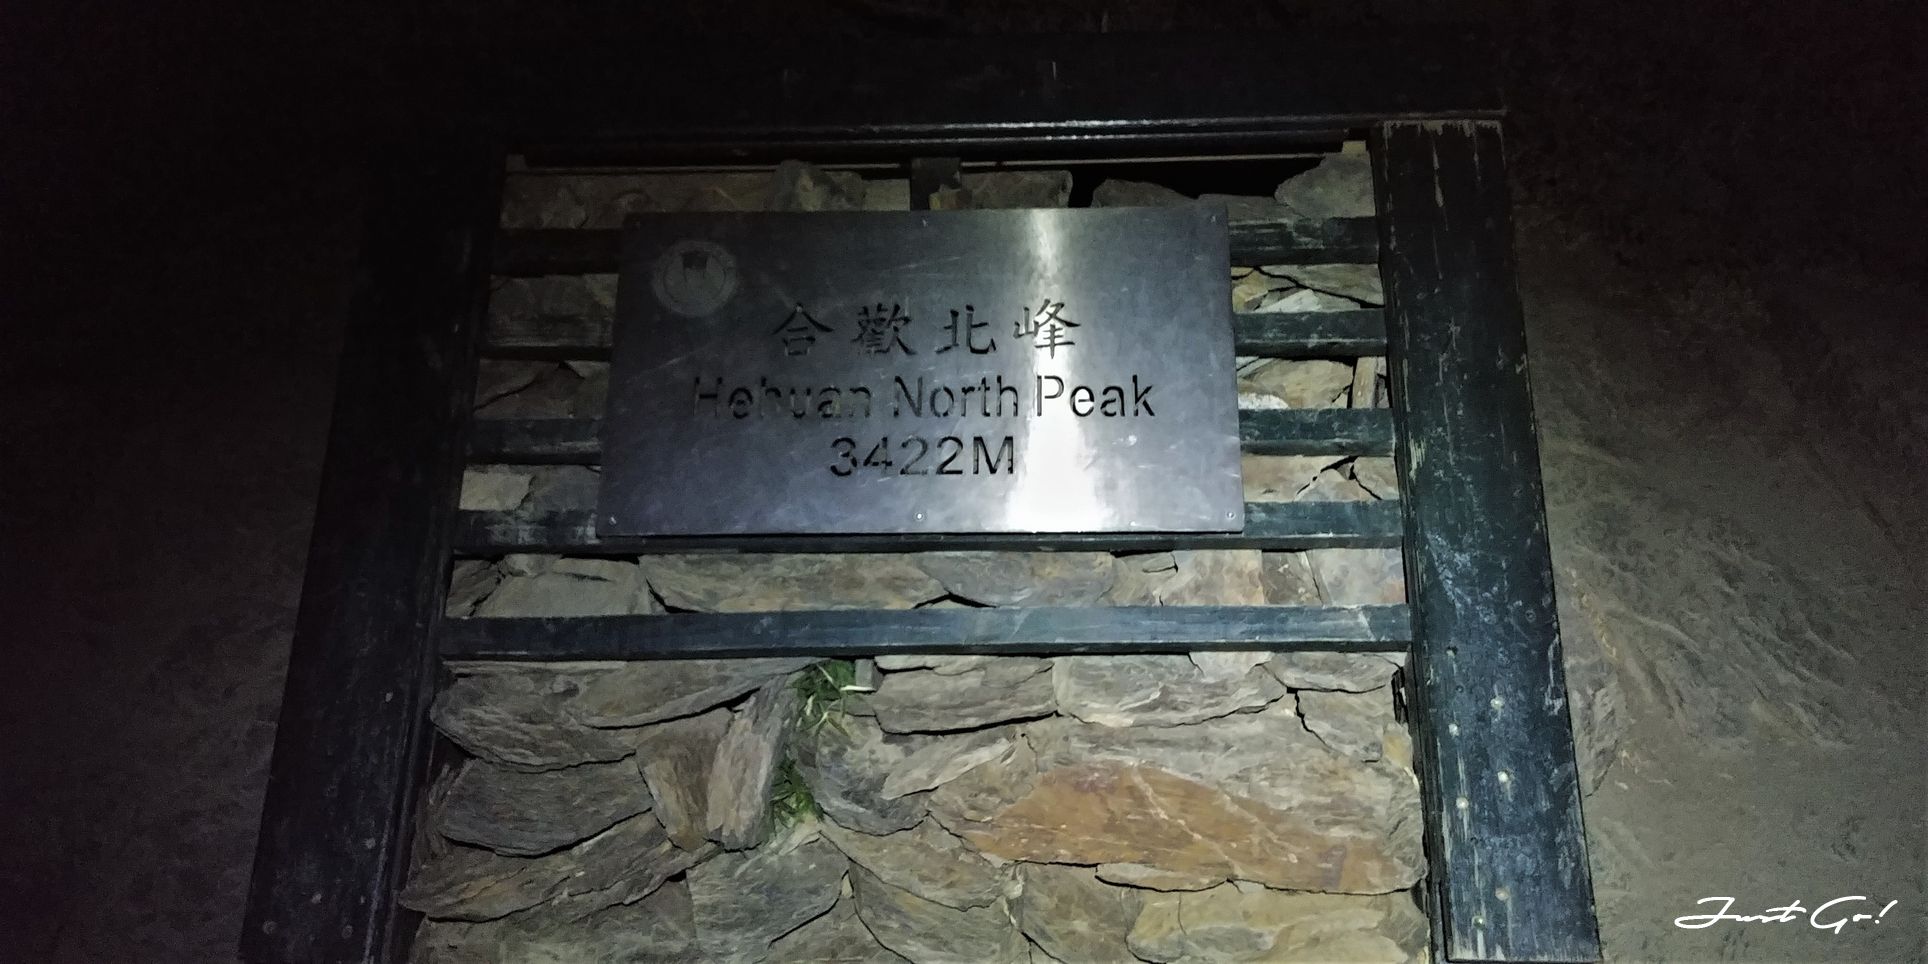 合歡北峰
Hehuan North Peak
3422M
Just Go!